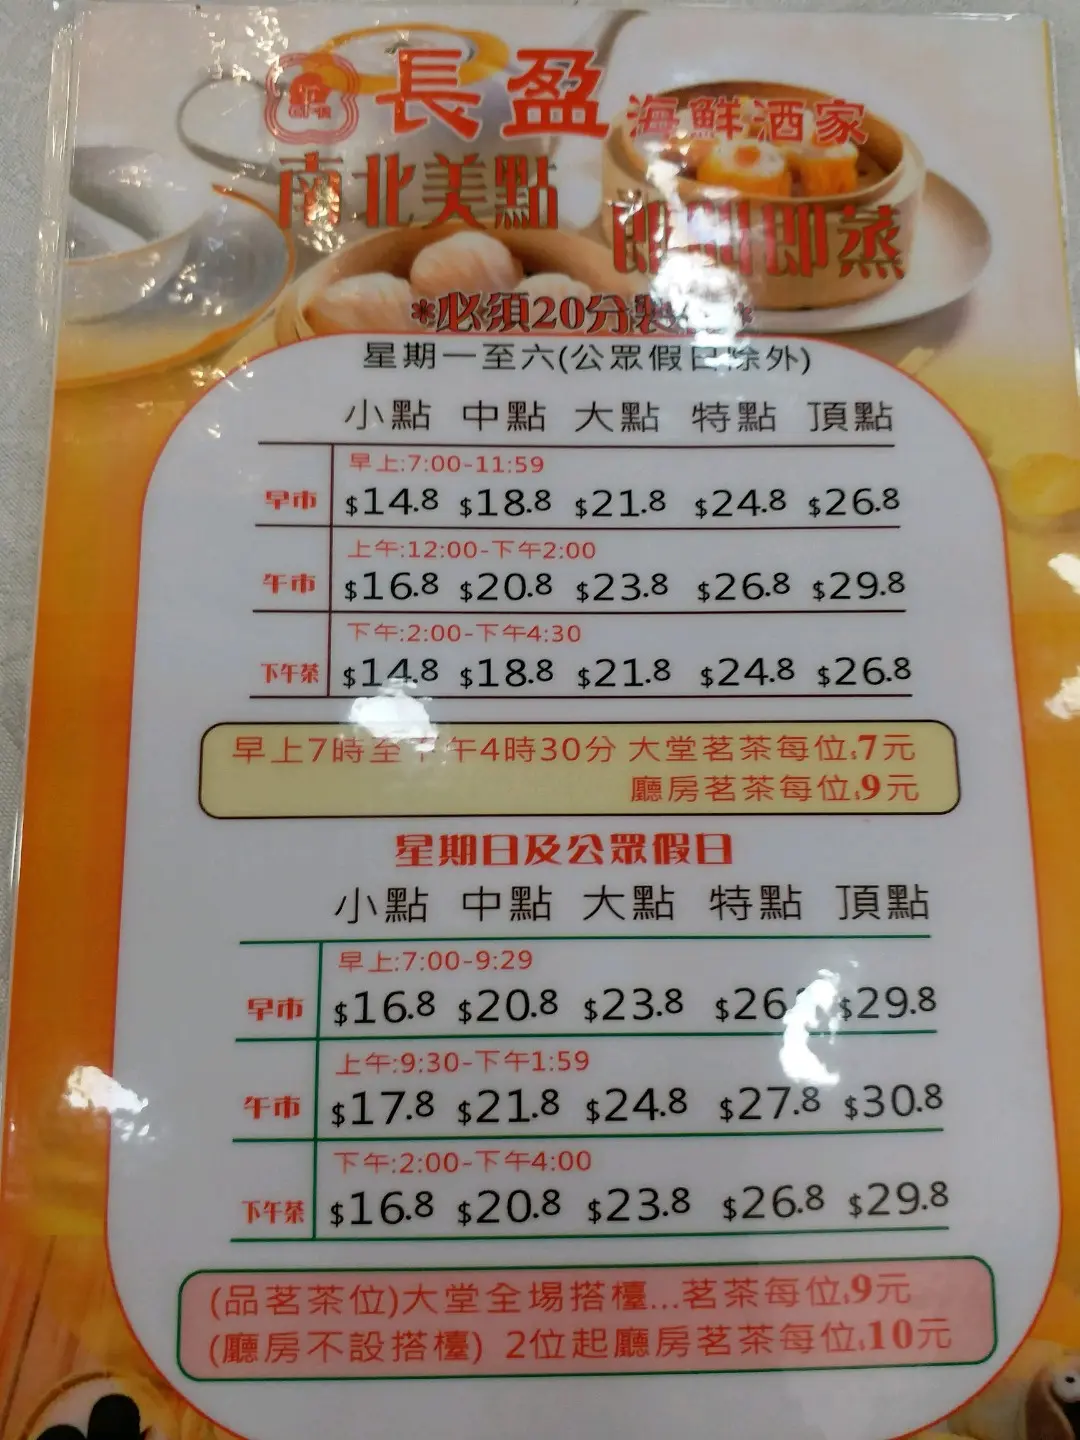 長盈 海鮮酒家
南北美點
即叫即蒸
*必須20分製
星期一至六(公眾假日除外)
小點 中點 大點 特點 頂點
早上:7:00-11:59
早市 $14.8 $18.8 $21.8 $24.8 $26.8
上午:12:00-下午2:00
午市 $16.8 $20.8 $23.8 $26.8 $29.8
下午:2:00-下午4:30
下午茶 $14.8 $18.8 $21.8 $24.8 $26.8
早上7時至下午4時30分 大堂茗茶每位:7元
廳房茗茶每位:9元
星期日及公眾假日
小點 中點 大點 特點 頂點
早上:7:00-9:29
早市 $16.8 $20.8 $23.8 $26 $29.8
上午:9:30-下午1:59
午市 $17.8 $21.8 $24.8 $27.8 $30.8
下午:2:00-下午4:00
下午茶 $16.8 $20.8 $23.8 $26.8 $29.8
(品茗茶位)大堂全場搭檯...茗茶每位:9元
(廳房不設搭檯) 2位起廳房茗茶每位:10元